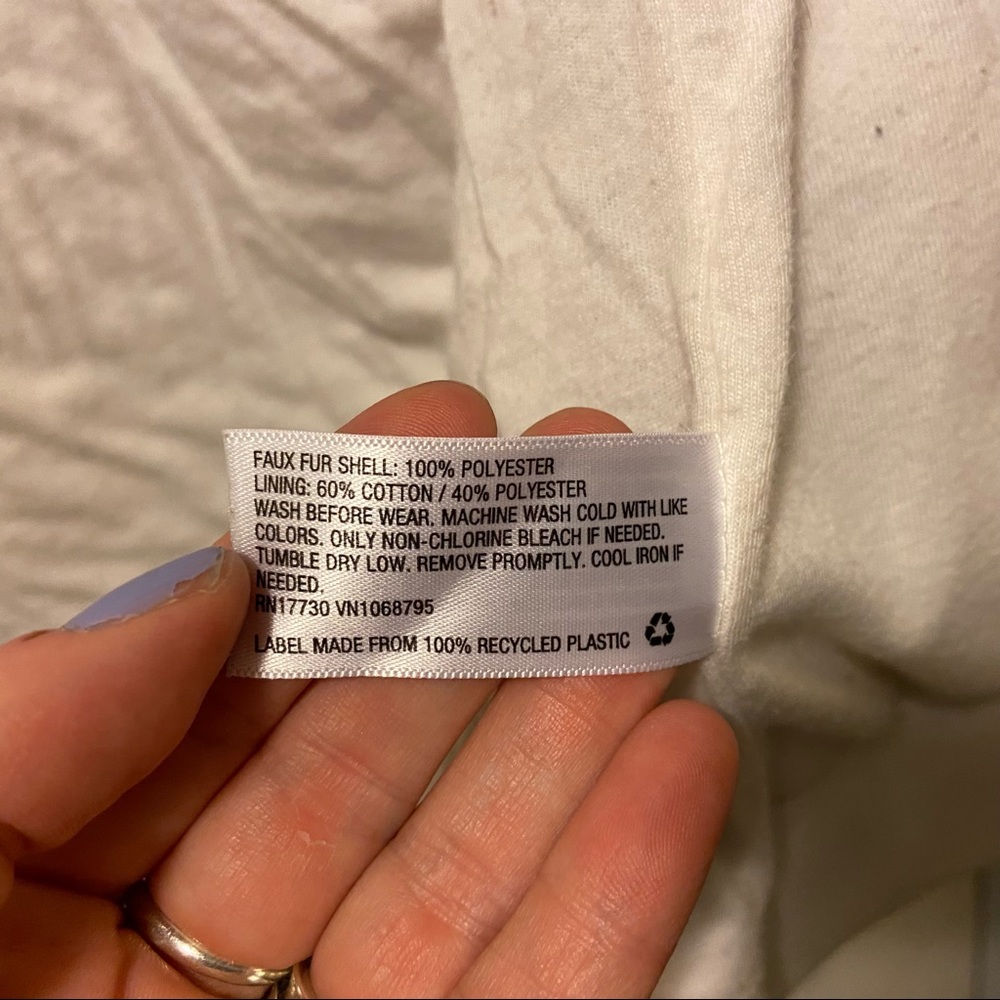 FAUX FUR SHELL: 100% POLYESTER
LINING: 60% COTTON / 40% POLYESTER
WASH BEFORE WEAR. MACHINE WASH COLD WITH LIKE
COLORS. ONLY NON-CHLORINE BLEACH IF NEEDED.
TUMBLE DRY LOW. REMOVE PROMPTLY. COOL IRON IF
NEEDED.
RN17730 VN1068795
LABEL MADE FROM 100% RECYCLED PLASTIC